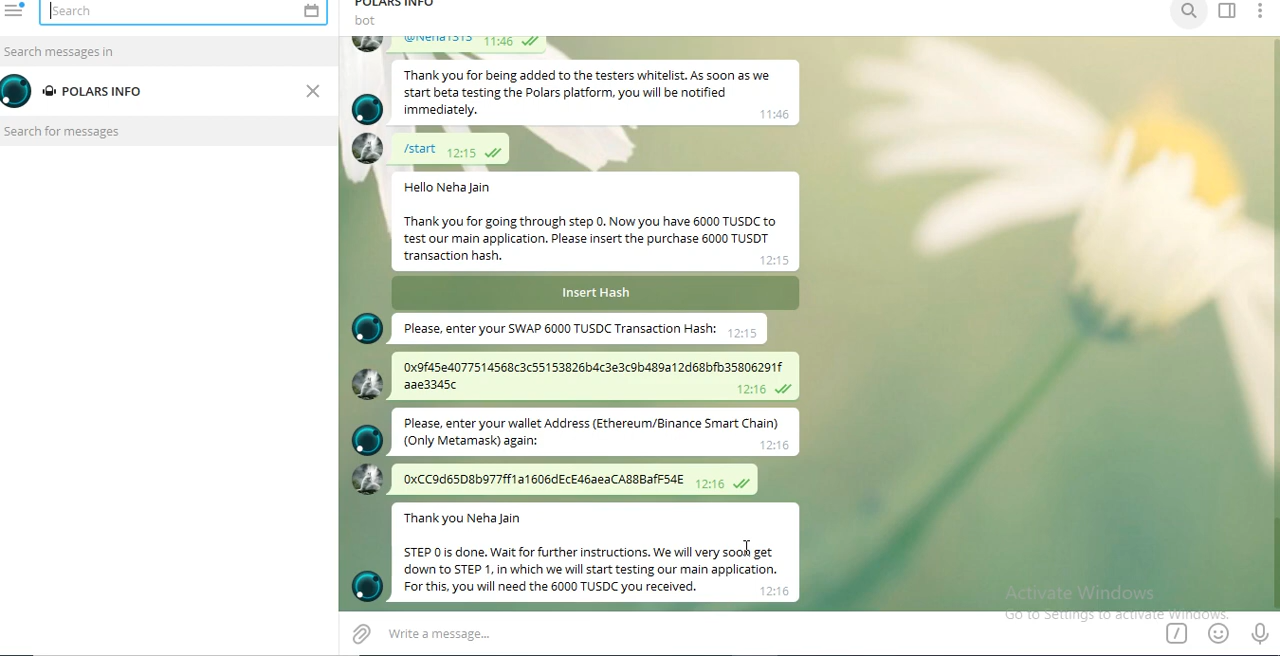 Search
POLARS INFO
bot
Search messages in
POLARS INFO
Search for messages
@Neha1313 11:46
Thank you for being added to the testers whitelist. As soon as we
start beta testing the Polars platform, you will be notified
immediately.
11:46
/start 12:15
Hello Neha Jain
Thank you for going through step 0. Now you have 6000 TUSDC to
test our main application. Please insert the purchase 6000 TUSDT
transaction hash.
12:15
Insert Hash
Please, enter your SWAP 6000 TUSDC Transaction Hash: 12:15
0x9f45e4077514568c3c55153826b4c3e3c9b489a12d68bfb35806291f
aae3345c
12:16
Please, enter your wallet Address (Ethereum/Binance Smart Chain)
(Only Metamask) again:
12:16
0xCC9d65D8b977ff1a1606dEcE46aeaCA88BafF54E 12:16
Thank you Neha Jain
STEP 0 is done. Wait for further instructions. We will very soon get
down to STEP 1, in which we will start testing our main application.
For this, you will need the 6000 TUSDC you received.
12:16
Activate Windows
Go to Settings to activate Windows.
Write a message...